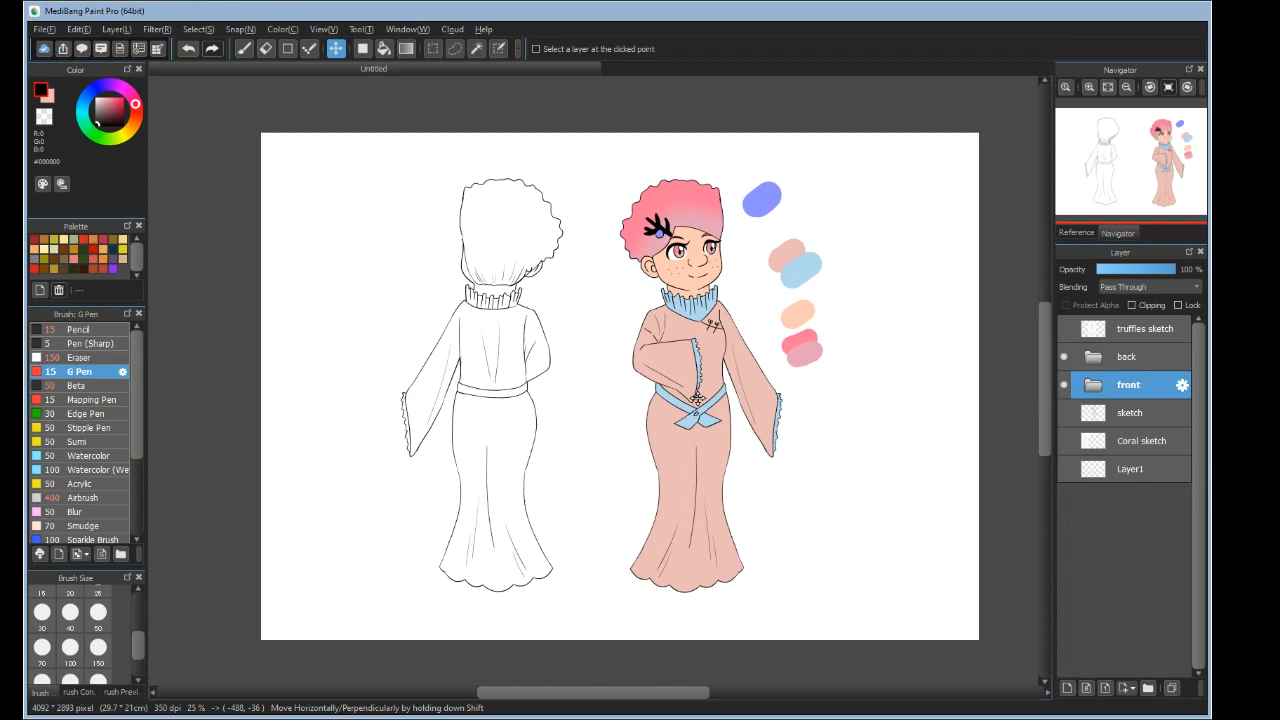 MediBang Paint Pro (64bit)
File(F) Edit(E) Layer(L) Filter(R) Select(S) Snap(N) Color(C) View(V) Tool(T) Window(W) Cloud Help
Select a layer at the clicked point
Untitled
Color
R:0
G:0
B:0
#000000
Palette
---
Brush: G Pen
15 Pencil
5 Pen (Sharp)
150 Eraser
15 G Pen
50 Beta
15 Mapping Pen
30 Edge Pen
50 Stipple Pen
50 Sumi
50 Watercolor
100 Watercolor (We
50 Acrylic
400 Airbrush
50 Blur
70 Smudge
100 Sparkle Brush
Brush Size
15 20 25
30 40 50
70 100 150
rush .. rush Con. rush Previ.
4092 * 2893 pixel (29.7 * 21cm) 350 dpi 25 % -> (-488, -36) Move Horizontally/Perpendicularly by holding down Shift
Navigator
Reference Navigator
Layer
Opacity 100 %
Blending Pass Through
Protect Alpha Clipping Lock
truffles sketch
back
front
sketch
Coral sketch
Layer1